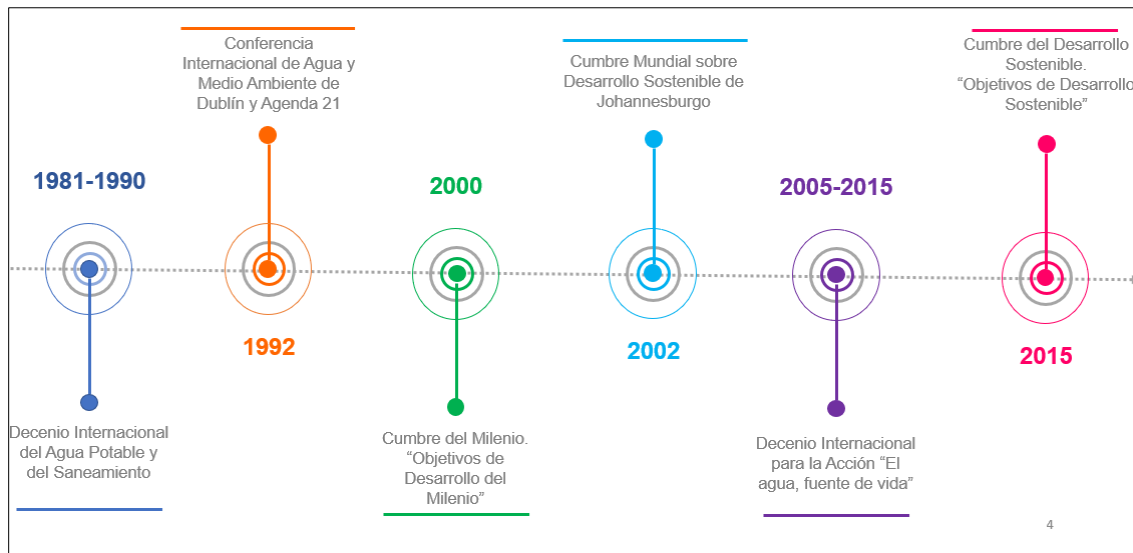 1981-1990
Decenio Internacional
del Agua Potable y
del Saneamiento
Conferencia
Internacional de Agua y
Medio Ambiente de
Dublín y Agenda 21
1992
2000
Cumbre del Milenio.
“Objetivos de
Desarrollo del
Milenio”
Cumbre Mundial sobre
Desarrollo Sostenible de
Johannesburgo
2002
2005-2015
Decenio Internacional
para la Acción “El
agua, fuente de vida”
Cumbre del Desarrollo
Sostenible.
“Objetivos de Desarrollo
Sostenible”
2015
4